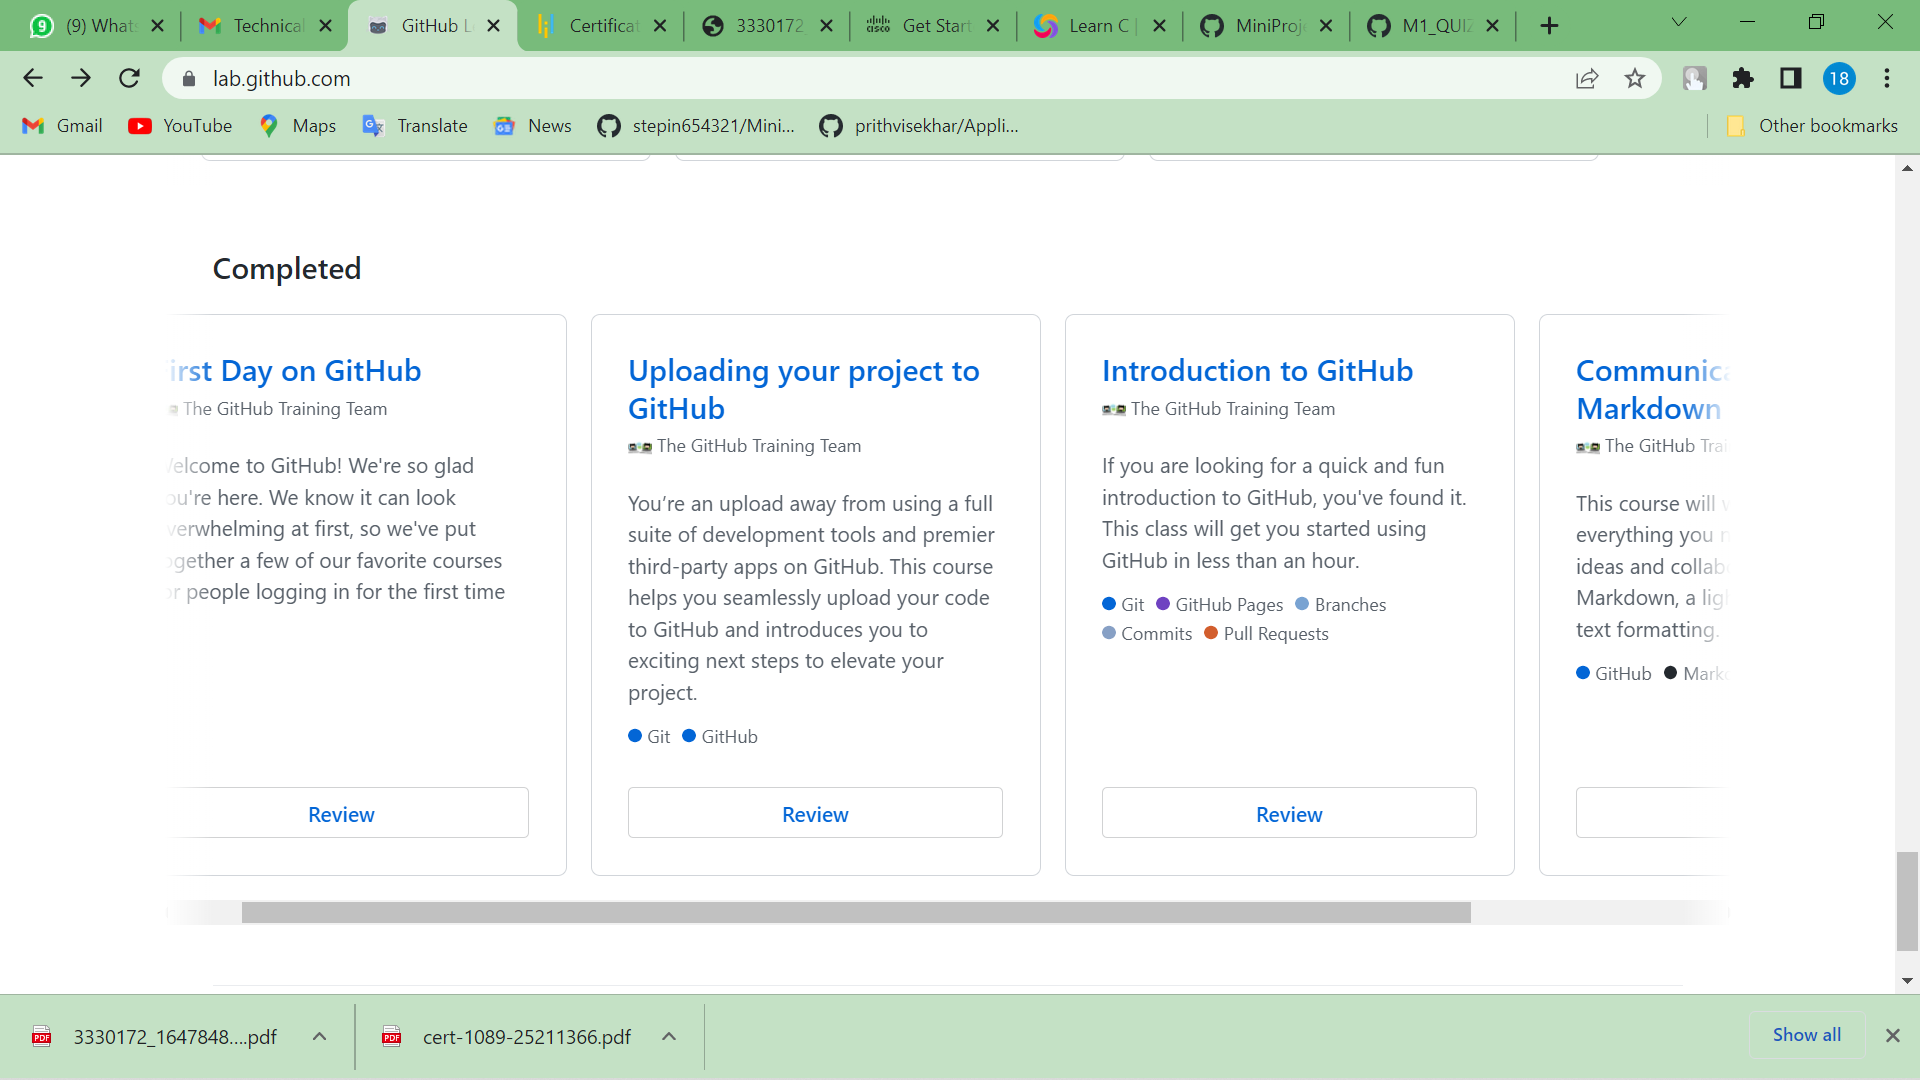 9 (9) What Technical GitHub L Certificat 3330172 Get Start Learn C | MiniProj M1_QUIZ
lab.github.com
18
Gmail YouTube Maps Translate News stepin654321/Mini... prithvisekhar/Appli... Other bookmarks
Completed
irst Day on GitHub
The GitHub Training Team
elcome to GitHub! We're so glad
ou're here. We know it can look
verwhelming at first, so we've put
ogether a few of our favorite courses
or people logging in for the first time
Review
Uploading your project to
GitHub
The GitHub Training Team
You’re an upload away from using a full
suite of development tools and premier
third-party apps on GitHub. This course
helps you seamlessly upload your code
to GitHub and introduces you to
exciting next steps to elevate your
project.
Git GitHub
Review
Introduction to GitHub
The GitHub Training Team
If you are looking for a quick and fun
introduction to GitHub, you've found it.
This class will get you started using
GitHub in less than an hour.
Git GitHub Pages Branches
Commits Pull Requests
Review
Communica
Markdown
The GitHub Trai
This course will
everything you
ideas and collab
Markdown, a lig
text formatting.
GitHub Mark
3330172_1647848....pdf cert-1089-25211366.pdf Show all